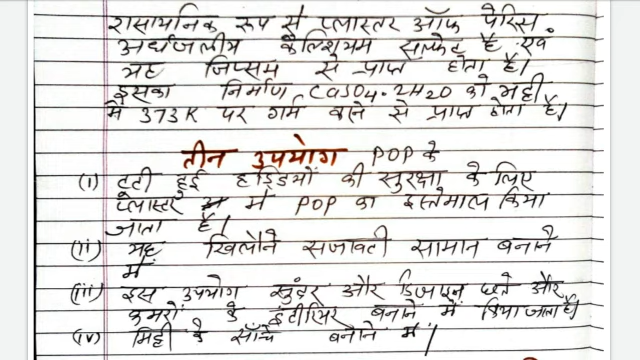 रासायनिक रूप से प्लास्टर ऑफ पेरिस
अर्धजलीय कैलिशयम सल्फेट है एवं
यह जिप्सम से प्राप्त होता है।
इसका निर्माण CaSO4.2H2O को भट्टी
में 373K पर गर्म करने से प्राप्त होता है।
तीन उपयोग POP के
(i) टूटी हुई हड्डियों की सुरक्षा के लिए
प्लास्टर में POP का इस्तेमाल किया
जाता है।
(ii) यह खिलौने सजावटी सामान बनाने
में
(iii) इस उपयोग सुंदर और डिजाइन छतें और
कमरों के इंटीरियर बनाने में किया जाता है।
(iv) मिट्टी के साँचे बनाने में।